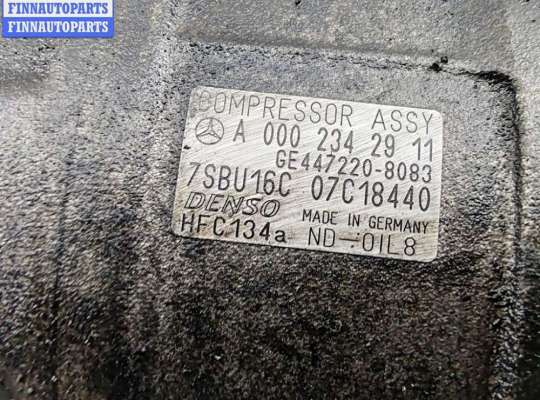 FINNAUTOPARTS
FINNAUTOPARTS
COMPRESSOR ASSY
A 000 234 29 11
GE447220-8083
7SBU16C 07C18440
DENSO MADE IN GERMANY
HFC134a ND-OIL8